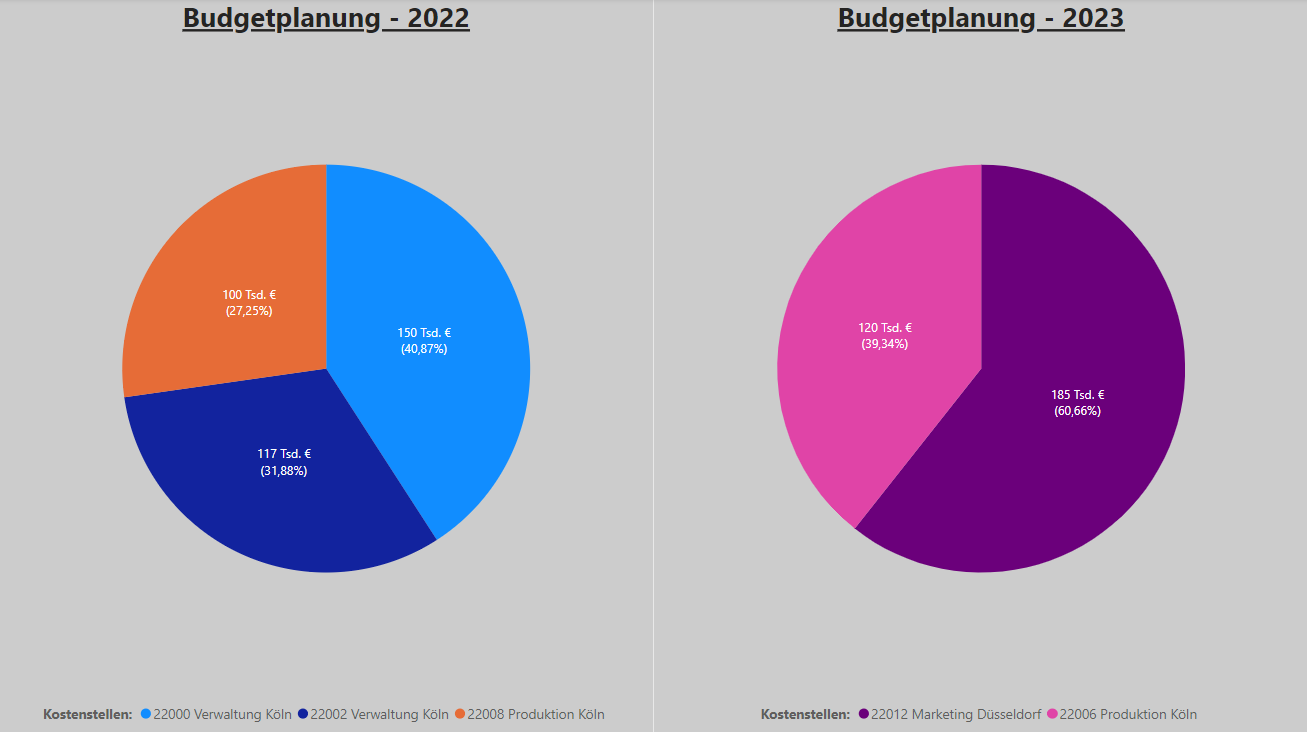 Budgetplanung - 2022
100 Tsd. €
(27,25%)
150 Tsd. €
(40,87%)
117 Tsd. €
(31,88%)
Kostenstellen: 22000 Verwaltung Köln 22002 Verwaltung Köln 22008 Produktion Köln
Budgetplanung - 2023
120 Tsd. €
(39,34%)
185 Tsd. €
(60,66%)
Kostenstellen: 22012 Marketing Düsseldorf 22006 Produktion Köln